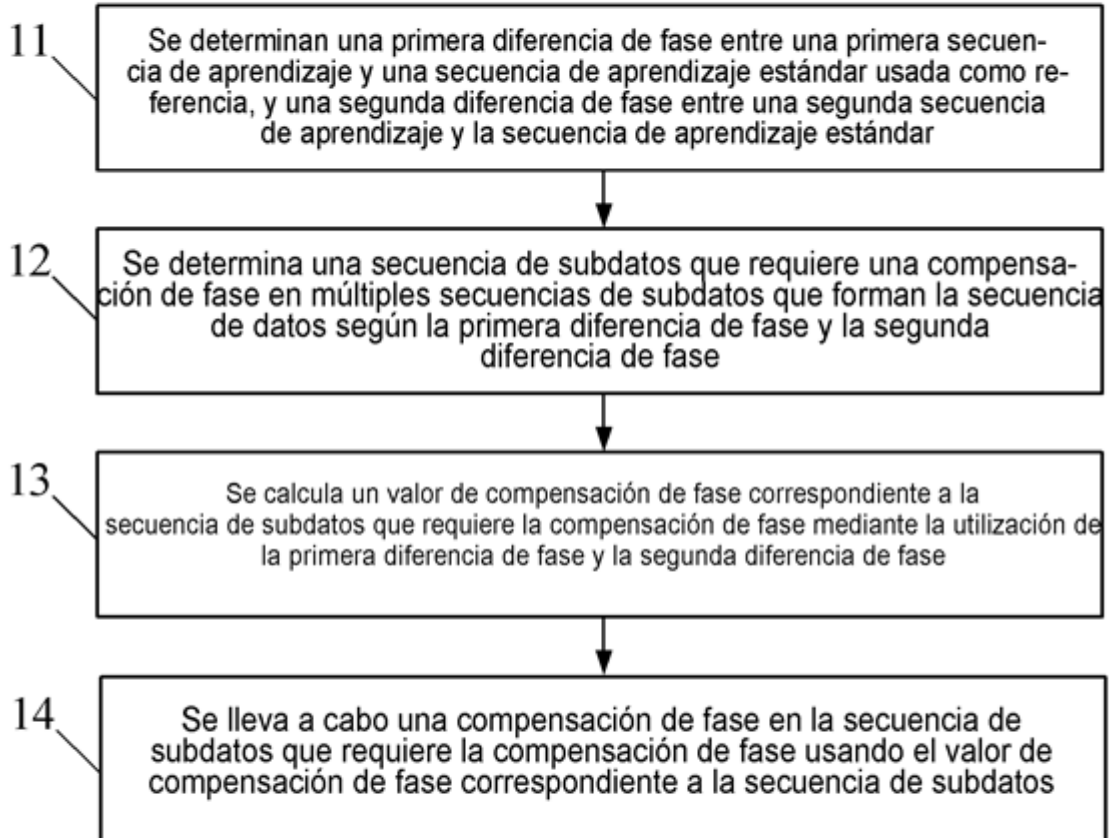 11
Se determinan una primera diferencia de fase entre una primera secuen-
cia de aprendizaje y una secuencia de aprendizaje estándar usada como re-
ferencia, y una segunda diferencia de fase entre una segunda secuencia
de aprendizaje y la secuencia de aprendizaje estándar
12
Se determina una secuencia de subdatos que requiere una compensa-
ción de fase en múltiples secuencias de subdatos que forman la secuencia
de datos según la primera diferencia de fase y la segunda
diferencia de fase
13
Se calcula un valor de compensación de fase correspondiente a la
secuencia de subdatos que requiere la compensación de fase mediante la utilización de
la primera diferencia de fase y la segunda diferencia de fase
14
Se lleva a cabo una compensación de fase en la secuencia de
subdatos que requiere la compensación de fase usando el valor de
compensación de fase correspondiente a la secuencia de subdatos